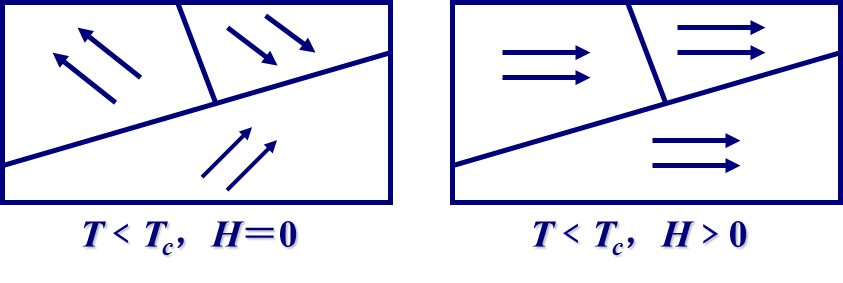 T < Tc, H=0
T < Tc, H > 0